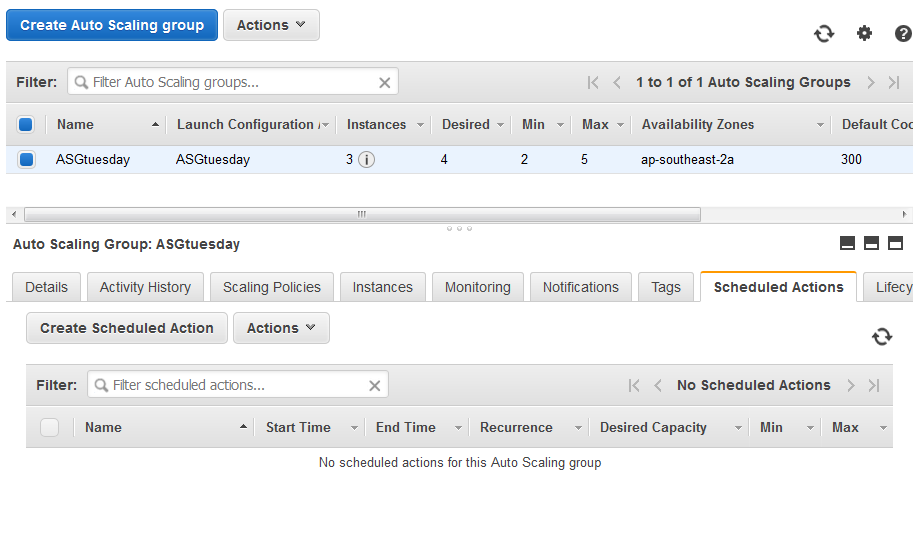 Create Auto Scaling group Actions
Filter: Filter Auto Scaling groups... 1 to 1 of 1 Auto Scaling Groups
Name Launch Configuration / Instances Desired Min Max Availability Zones Default Coo
ASGtuesday ASGtuesday 3 i 4 2 5 ap-southeast-2a 300
Auto Scaling Group: ASGtuesday
Details Activity History Scaling Policies Instances Monitoring Notifications Tags Scheduled Actions Lifecy
Create Scheduled Action Actions
Filter: Filter scheduled actions... No Scheduled Actions
Name Start Time End Time Recurrence Desired Capacity Min Max
No scheduled actions for this Auto Scaling group